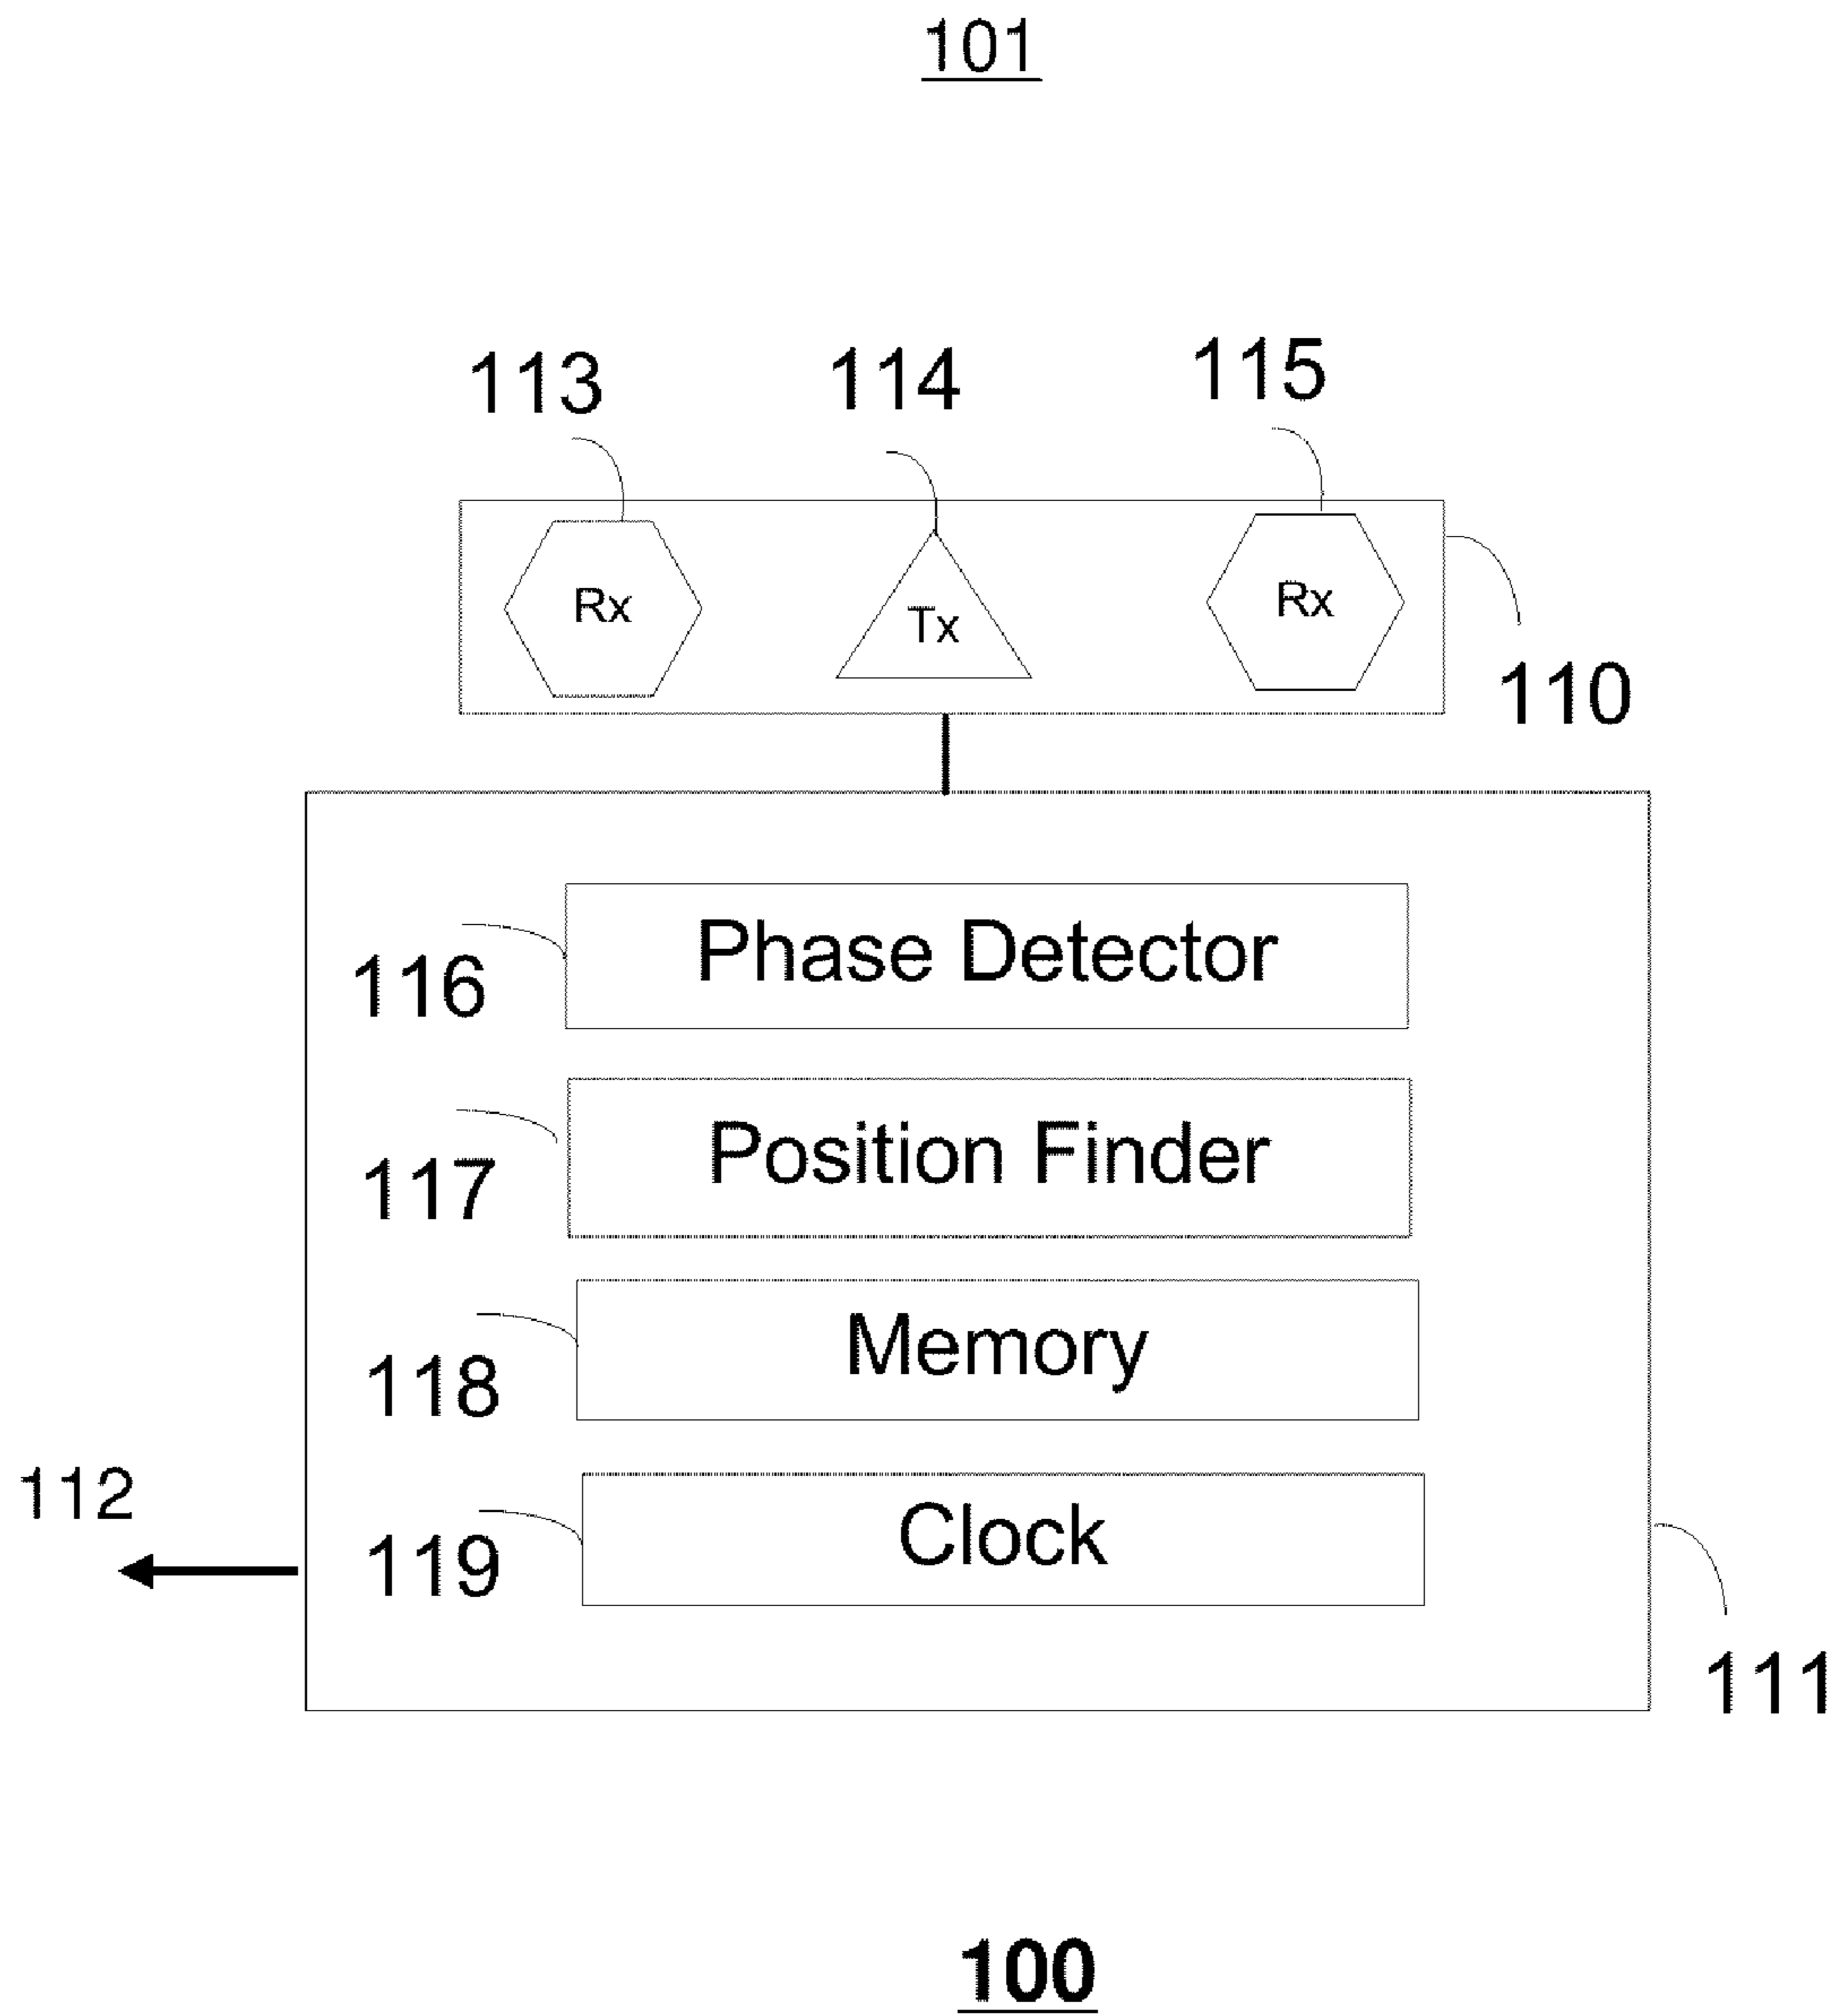 101
113
114
115
Rx
Tx
Rx
110
Phase Detector
116
Position Finder
117
Memory
118
112
Clock
119
111
100